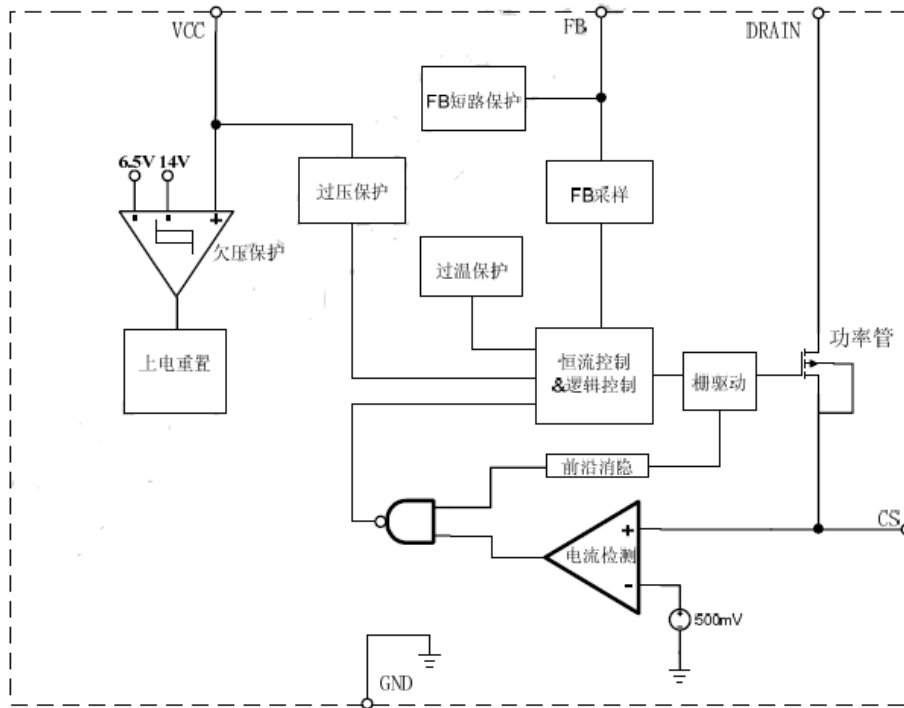 VCC
FB
DRAIN
FB短路保护
6.5V 14V
过压保护
FB采样
欠压保护
过温保护
上电重置
恒流控制
&逻辑控制
栅驱动
功率管
前沿消隐
CS
电流检测
500mV
GND